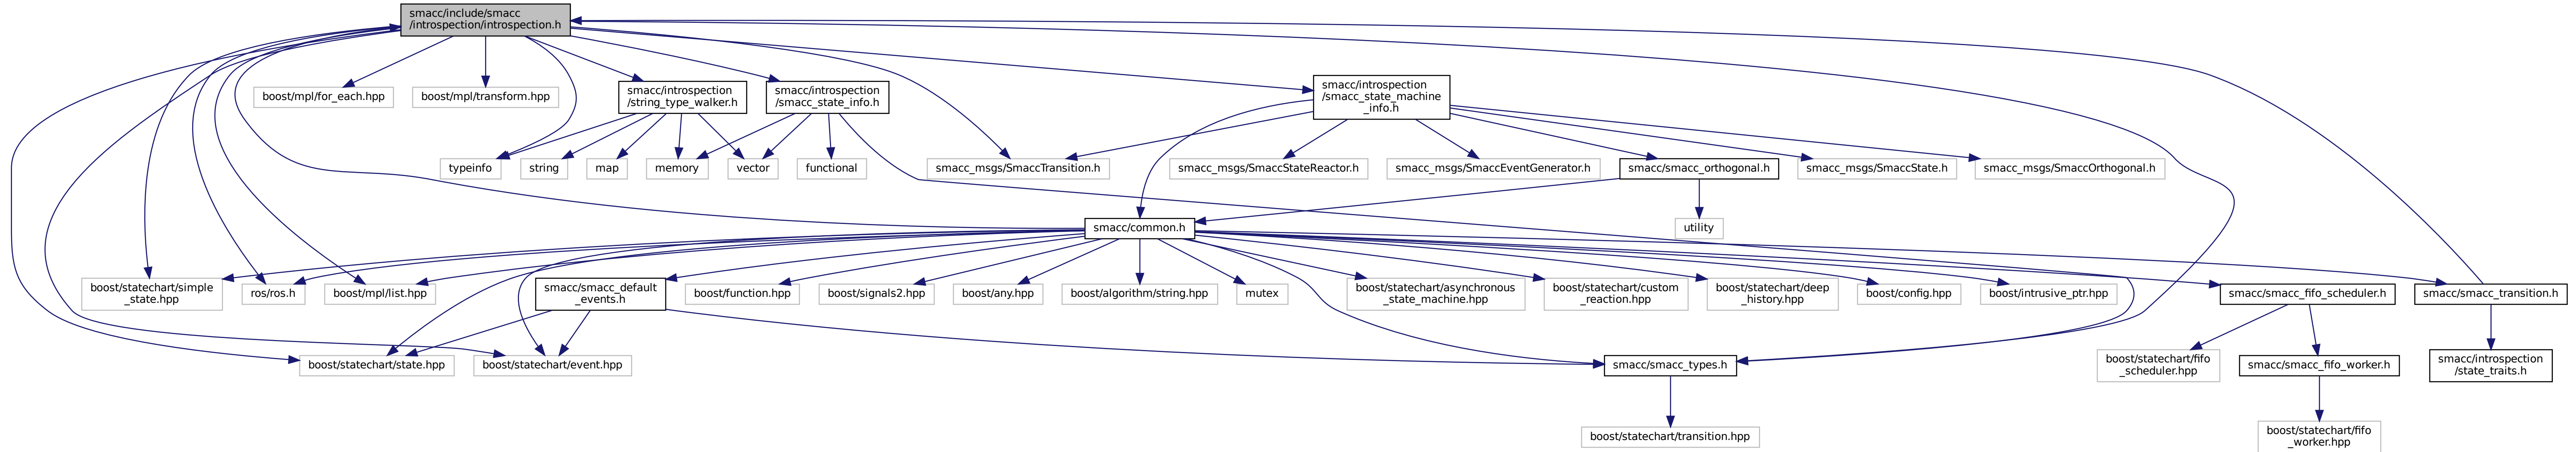 smacc/include/smacc
/introspection/introspection.h
boost/mpl/for_each.hpp
boost/mpl/transform.hpp
smacc/introspection
/string_type_walker.h
smacc/introspection
/smacc_state_info.h
smacc/introspection
/smacc_state_machine
_info.h
typeinfo
string
map
memory
vector
functional
smacc_msgs/SmaccTransition.h
smacc_msgs/SmaccStateReactor.h
smacc_msgs/SmaccEventGenerator.h
smacc/smacc_orthogonal.h
smacc_msgs/SmaccState.h
smacc_msgs/SmaccOrthogonal.h
smacc/common.h
utility
boost/statechart/simple
_state.hpp
ros/ros.h
boost/mpl/list.hpp
smacc/smacc_default
_events.h
boost/function.hpp
boost/signals2.hpp
boost/any.hpp
boost/algorithm/string.hpp
mutex
boost/statechart/asynchronous
_state_machine.hpp
boost/statechart/custom
_reaction.hpp
boost/statechart/deep
_history.hpp
boost/config.hpp
boost/intrusive_ptr.hpp
smacc/smacc_fifo_scheduler.h
smacc/smacc_transition.h
boost/statechart/state.hpp
boost/statechart/event.hpp
smacc/smacc_types.h
boost/statechart/fifo
_scheduler.hpp
smacc/smacc_fifo_worker.h
smacc/introspection
/state_traits.h
boost/statechart/transition.hpp
boost/statechart/fifo
_worker.hpp